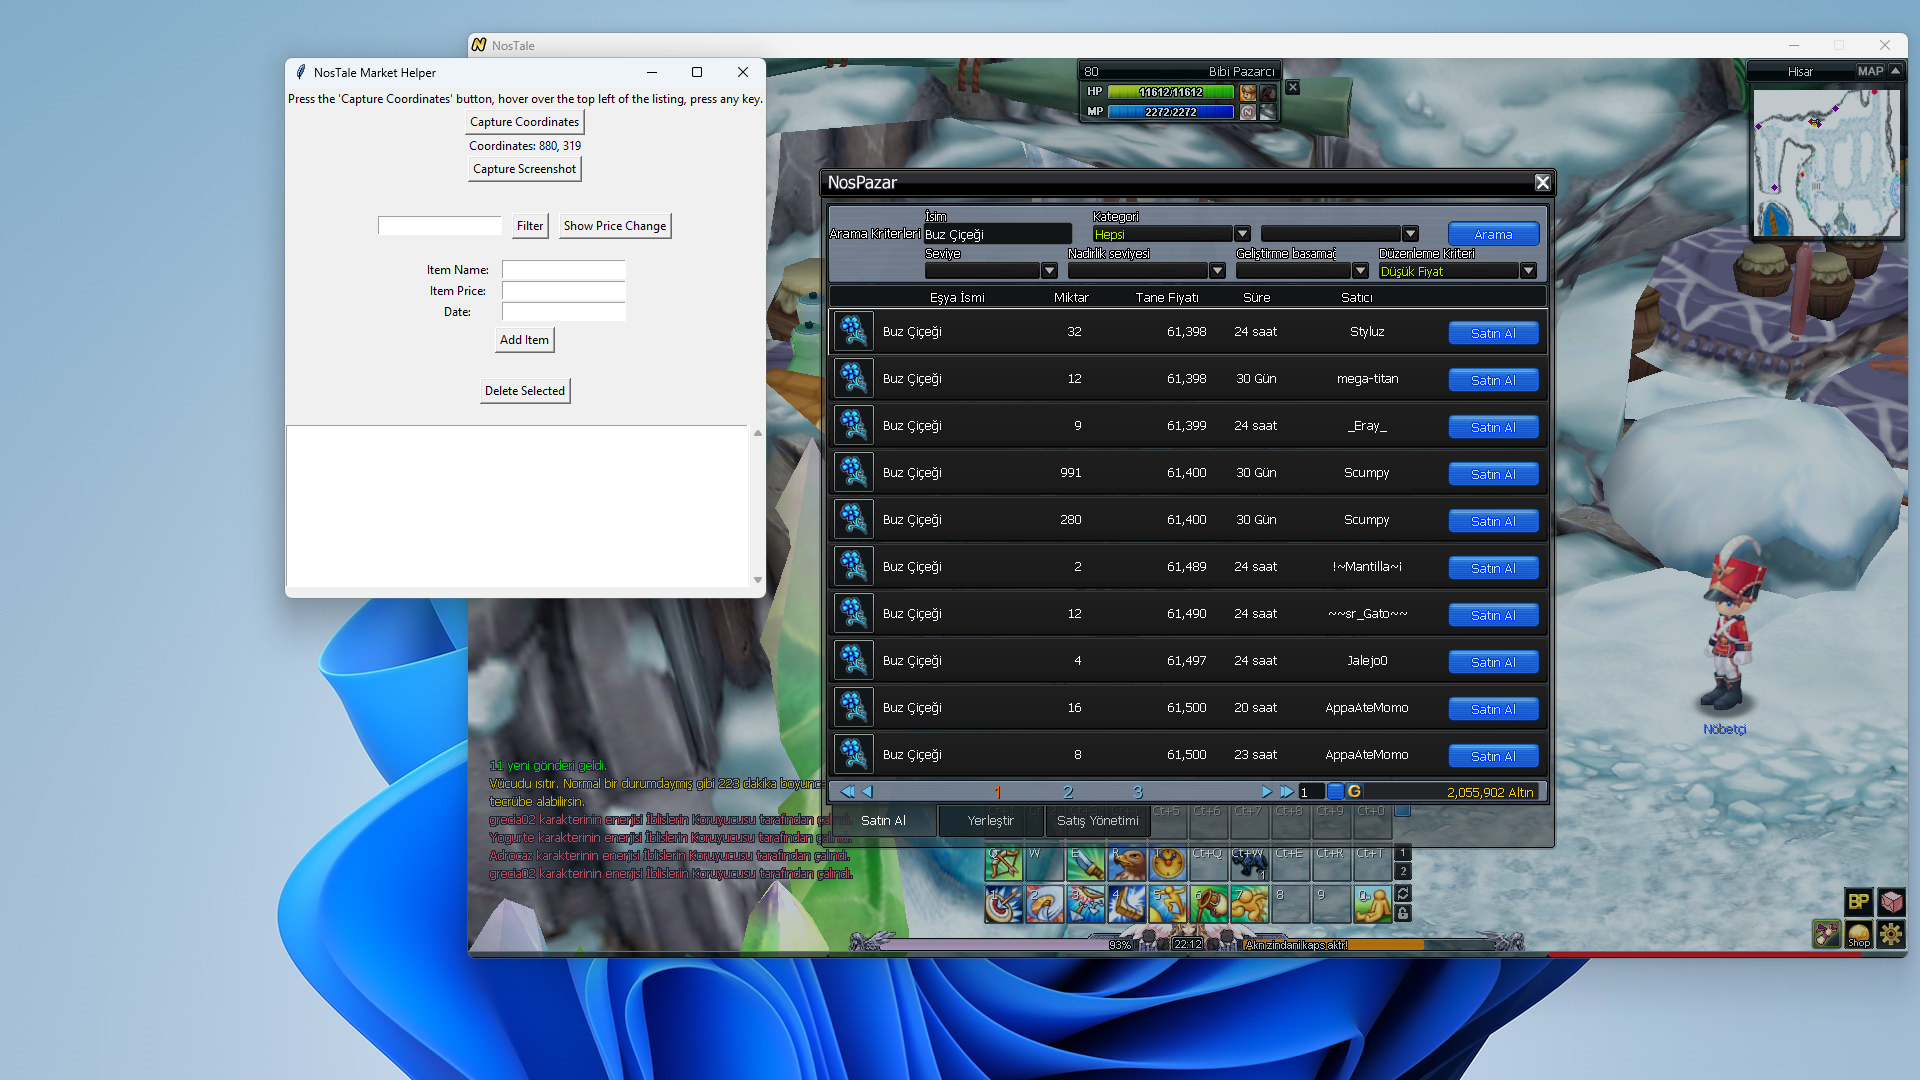 NosTale
NosTale Market Helper
Press the 'Capture Coordinates' button, hover over the top left of the listing, press any key.
Capture Coordinates
Coordinates: 880, 319
Capture Screenshot
Filter
Show Price Change
Item Name:
Item Price:
Date:
Add Item
Delete Selected
80 Bibi Pazarcı
HP 11612/11612
MP 2272/2272
Hisar MAP
NosPazar
İsim Kategori
Arama Kriterleri Buz Çiçeği Hepsi Arama
Seviye Nadirlik seviyesi Geliştirme basamağ Düzenleme Kriteri
Düşük Fiyat
Eşya İsmi Miktar Tane Fiyatı Süre Satıcı
Buz Çiçeği 32 61,398 24 saat Styluz Satın Al
Buz Çiçeği 12 61,398 30 Gün mega-titan Satın Al
Buz Çiçeği 9 61,399 24 saat _Eray_ Satın Al
Buz Çiçeği 991 61,400 30 Gün Scumpy Satın Al
Buz Çiçeği 280 61,400 30 Gün Scumpy Satın Al
Buz Çiçeği 2 61,489 24 saat !~Mantilla~i Satın Al
Buz Çiçeği 12 61,490 24 saat ~~sr_Gato~~ Satın Al
Buz Çiçeği 4 61,497 24 saat Jalejo0 Satın Al
Buz Çiçeği 16 61,500 20 saat AppaAteMomo Satın Al
Buz Çiçeği 8 61,500 23 saat AppaAteMomo Satın Al
1 2 3 1 G 2,055,902 Altın
Satın Al Yerleştir Satış Yönetimi
Nöbetçi
11 yeni gönderi geldi.
Vücudu ısıtır. Normal bir durumdaymış gibi 223 dakika boyunca
tecrübe alabilirsin.
grecia02 karakterinin enerjisi İblislerin Koruyucusu tarafından çalındı.
Yogurte karakterinin enerjisi İblislerin Koruyucusu tarafından çalındı.
Adrocaz karakterinin enerjisi İblislerin Koruyucusu tarafından çalındı.
grecia02 karakterinin enerjisi İblislerin Koruyucusu tarafından çalındı.
Ct+5 Ct+6 Ct+7 Ct+8 Ct+9 Ct+0
Q W E R T Ct+Q Ct+W Ct+E Ct+R Ct+T 1
1 2
1 2 3 4 5 6 7 8 9 0
93% 22:12 Aknızindani kaps aktr!
BP
Shop